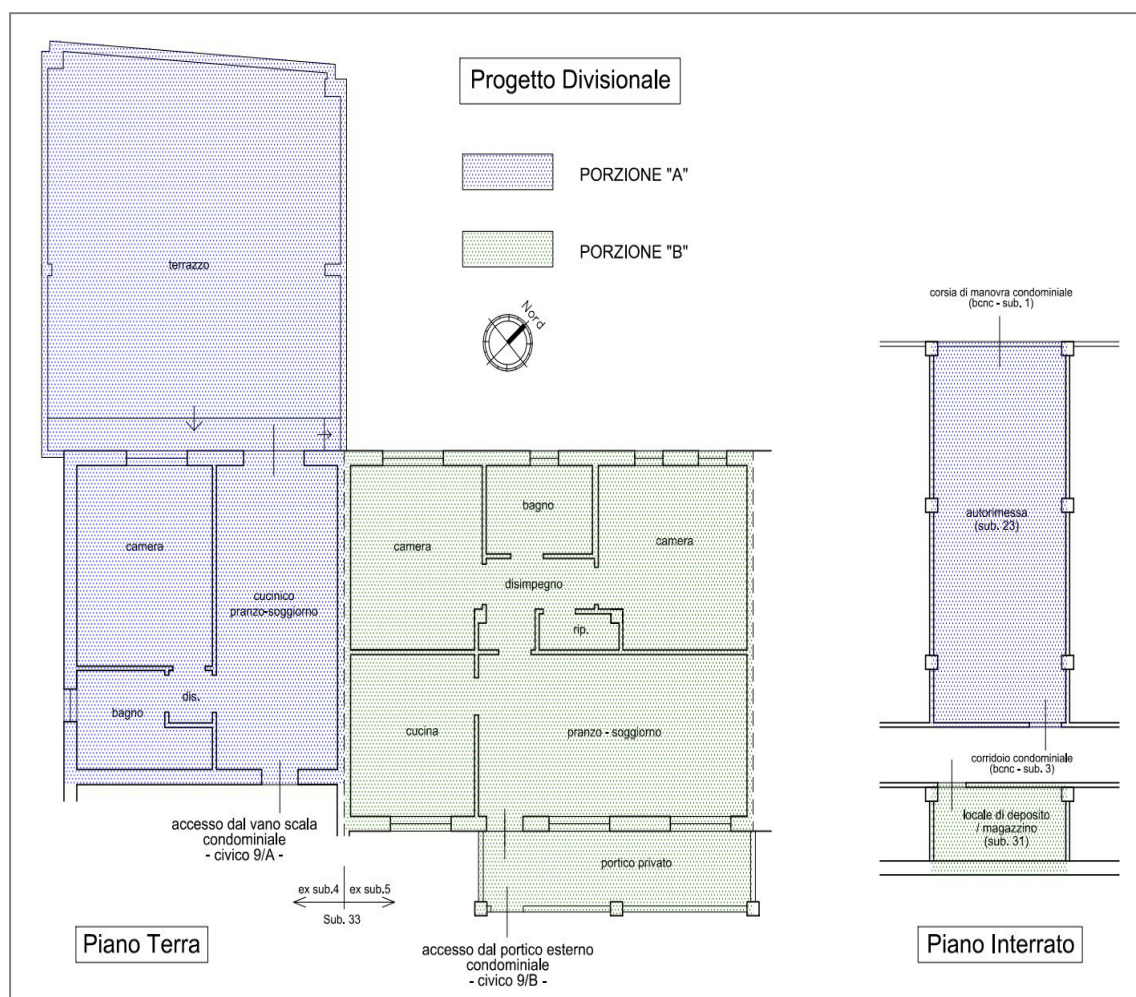 Progetto Divisionale
PORZIONE "A"
PORZIONE "B"
Nord
terrazzo
camera
cucinico
pranzo-soggiorno
dis.
bagno
accesso dal vano scala
condominiale
- civico 9/A -
camera
bagno
camera
disimpegno
rip.
cucina
pranzo - soggiorno
portico privato
ex sub.4
ex sub.5
Sub. 33
accesso dal portico esterno
condominiale
- civico 9/B -
Piano Terra
corsia di manovra condominiale
(bcnc - sub. 1)
autorimessa
(sub. 23)
corridoio condominiale
(bcnc - sub. 3)
locale di deposito
/ magazzino
(sub. 31)
Piano Interrato